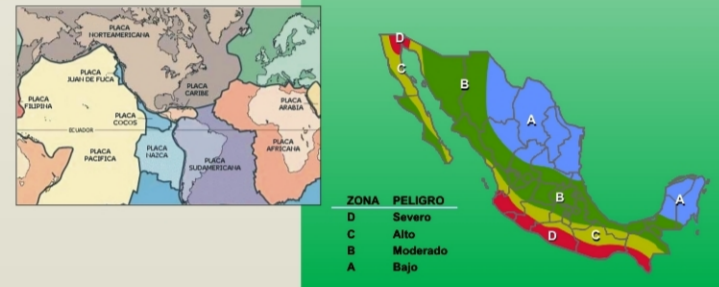 PLACA
NORTEAMERICANA
PLACA
JUAN DE FUCA
PLACA
CARIBE
PLACA
FILIPINA
PLACA
ARABIA
PLACA
COCOS
ECUADOR
PLACA
PACIFICA
PLACA
NAZCA
PLACA
SUDAMERICANA
PLACA
AFRICANA
D
C
B
A
B
A
D
C
ZONA PELIGRO
D Severo
C Alto
B Moderado
A Bajo